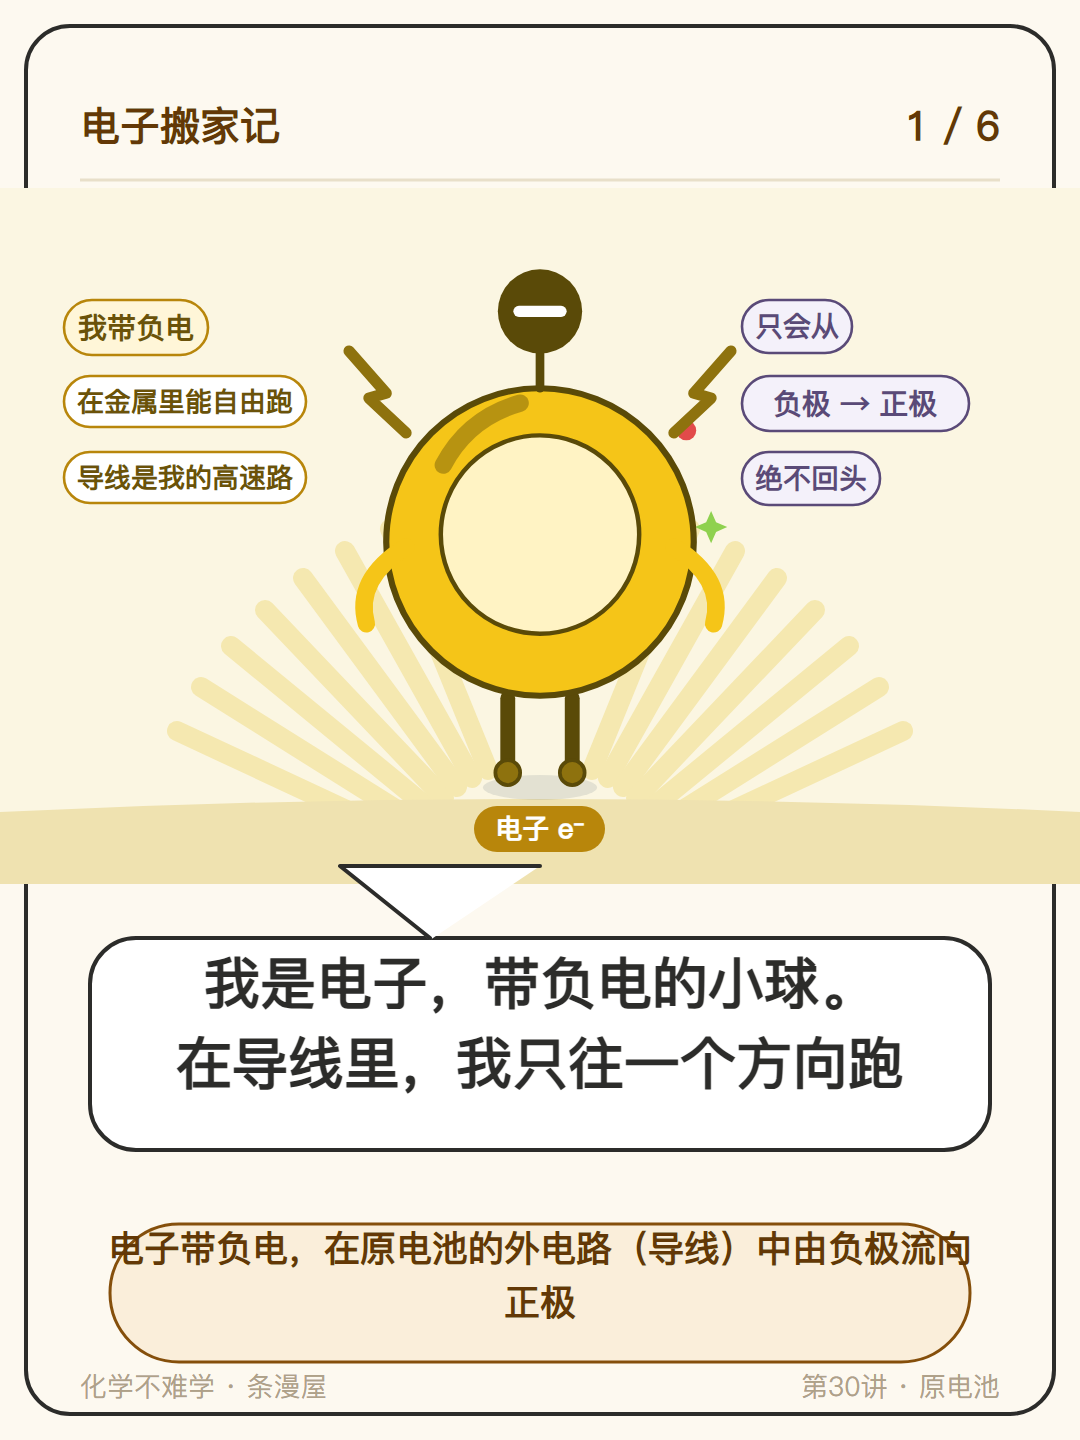 电子搬家记
1 / 6
我带负电
在金属里能自由跑
导线是我的高速路
只会从
负极 → 正极
绝不回头
电子 e⁻
我是电子，带负电的小球。
在导线里，我只往一个方向跑
电子带负电，在原电池的外电路（导线）中由负极流向
正极
化学不难学 · 条漫屋
第30讲 · 原电池